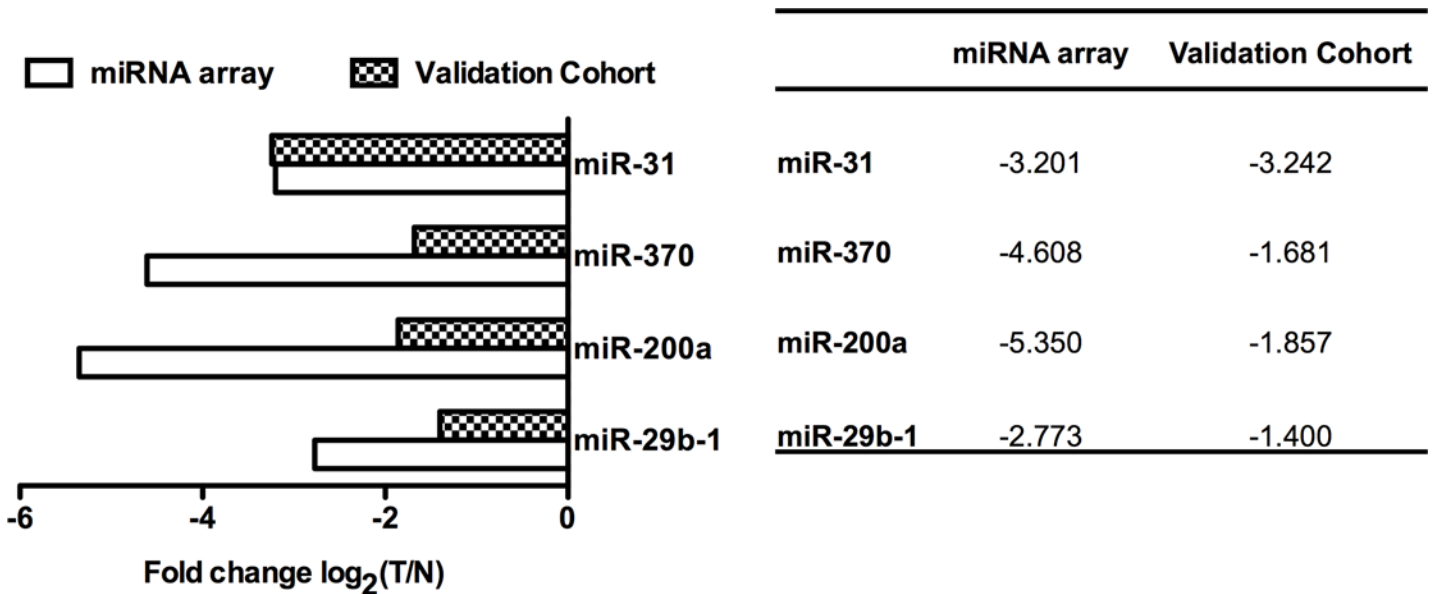 miRNA array Validation Cohort
miR-31
miR-370
miR-200a
miR-29b-1
-6 -4 -2 0
Fold change log₂(T/N)
miRNA array Validation Cohort
miR-31 -3.201 -3.242
miR-370 -4.608 -1.681
miR-200a -5.350 -1.857
miR-29b-1 -2.773 -1.400